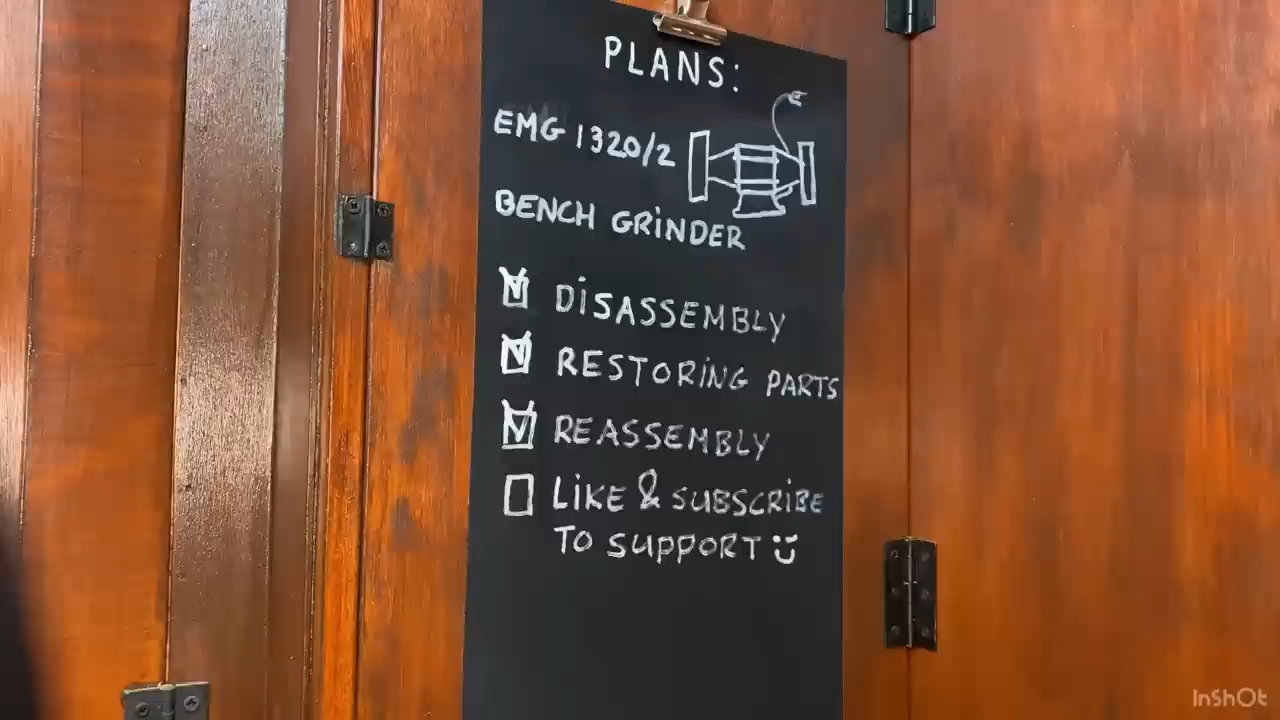 PLANS:
EMG 1320/2
BENCH GRiNDER
DiSASSEMBLY
RESTORiNG PARTS
REASSEMBLY
LiKE & SUBSCRiBE
TO SUPPORT
InShOt